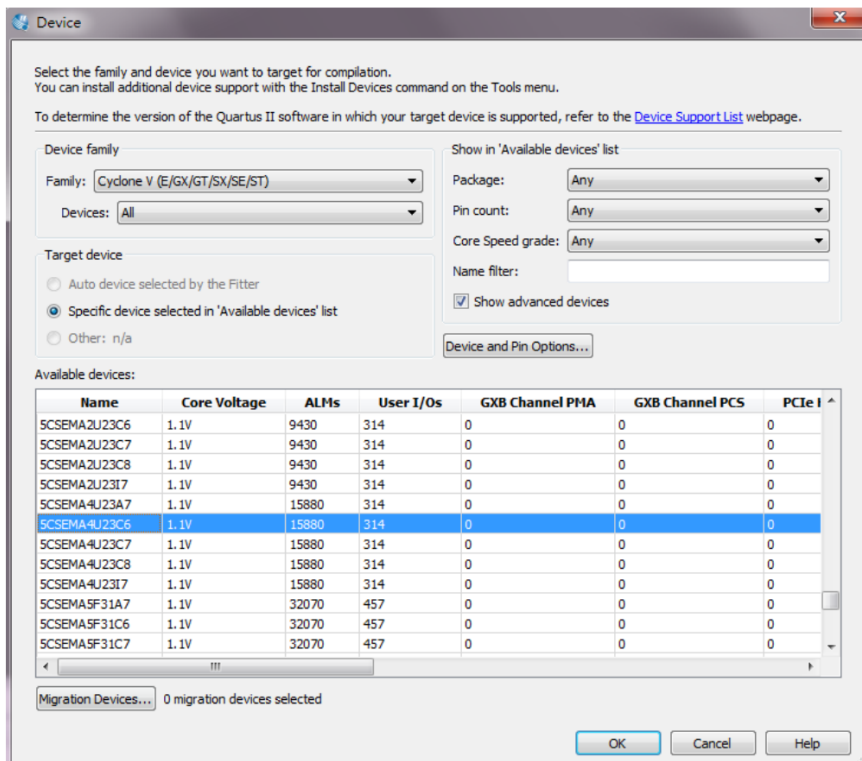 Device
Select the family and device you want to target for compilation.
You can install additional device support with the Install Devices command on the Tools menu.
To determine the version of the Quartus II software in which your target device is supported, refer to the Device Support List webpage.
Device family
Family: Cyclone V (E/GX/GT/SX/SE/ST)
Devices: All
Target device
Auto device selected by the Fitter
Specific device selected in 'Available devices' list
Other: n/a
Show in 'Available devices' list
Package: Any
Pin count: Any
Core Speed grade: Any
Name filter:
Show advanced devices
Device and Pin Options...
Available devices:
Name Core Voltage ALMs User I/Os GXB Channel PMA GXB Channel PCS PCIe
5CSEMA2U23C6 1.1V 9430 314 0 0 0
5CSEMA2U23C7 1.1V 9430 314 0 0 0
5CSEMA2U23C8 1.1V 9430 314 0 0 0
5CSEMA2U23I7 1.1V 9430 314 0 0 0
5CSEMA4U23A7 1.1V 15880 314 0 0 0
5CSEMA4U23C6 1.1V 15880 314 0 0 0
5CSEMA4U23C7 1.1V 15880 314 0 0 0
5CSEMA4U23C8 1.1V 15880 314 0 0 0
5CSEMA4U23I7 1.1V 15880 314 0 0 0
5CSEMA5F31A7 1.1V 32070 457 0 0 0
5CSEMA5F31C6 1.1V 32070 457 0 0 0
5CSEMA5F31C7 1.1V 32070 457 0 0 0
Migration Devices... 0 migration devices selected
OK Cancel Help